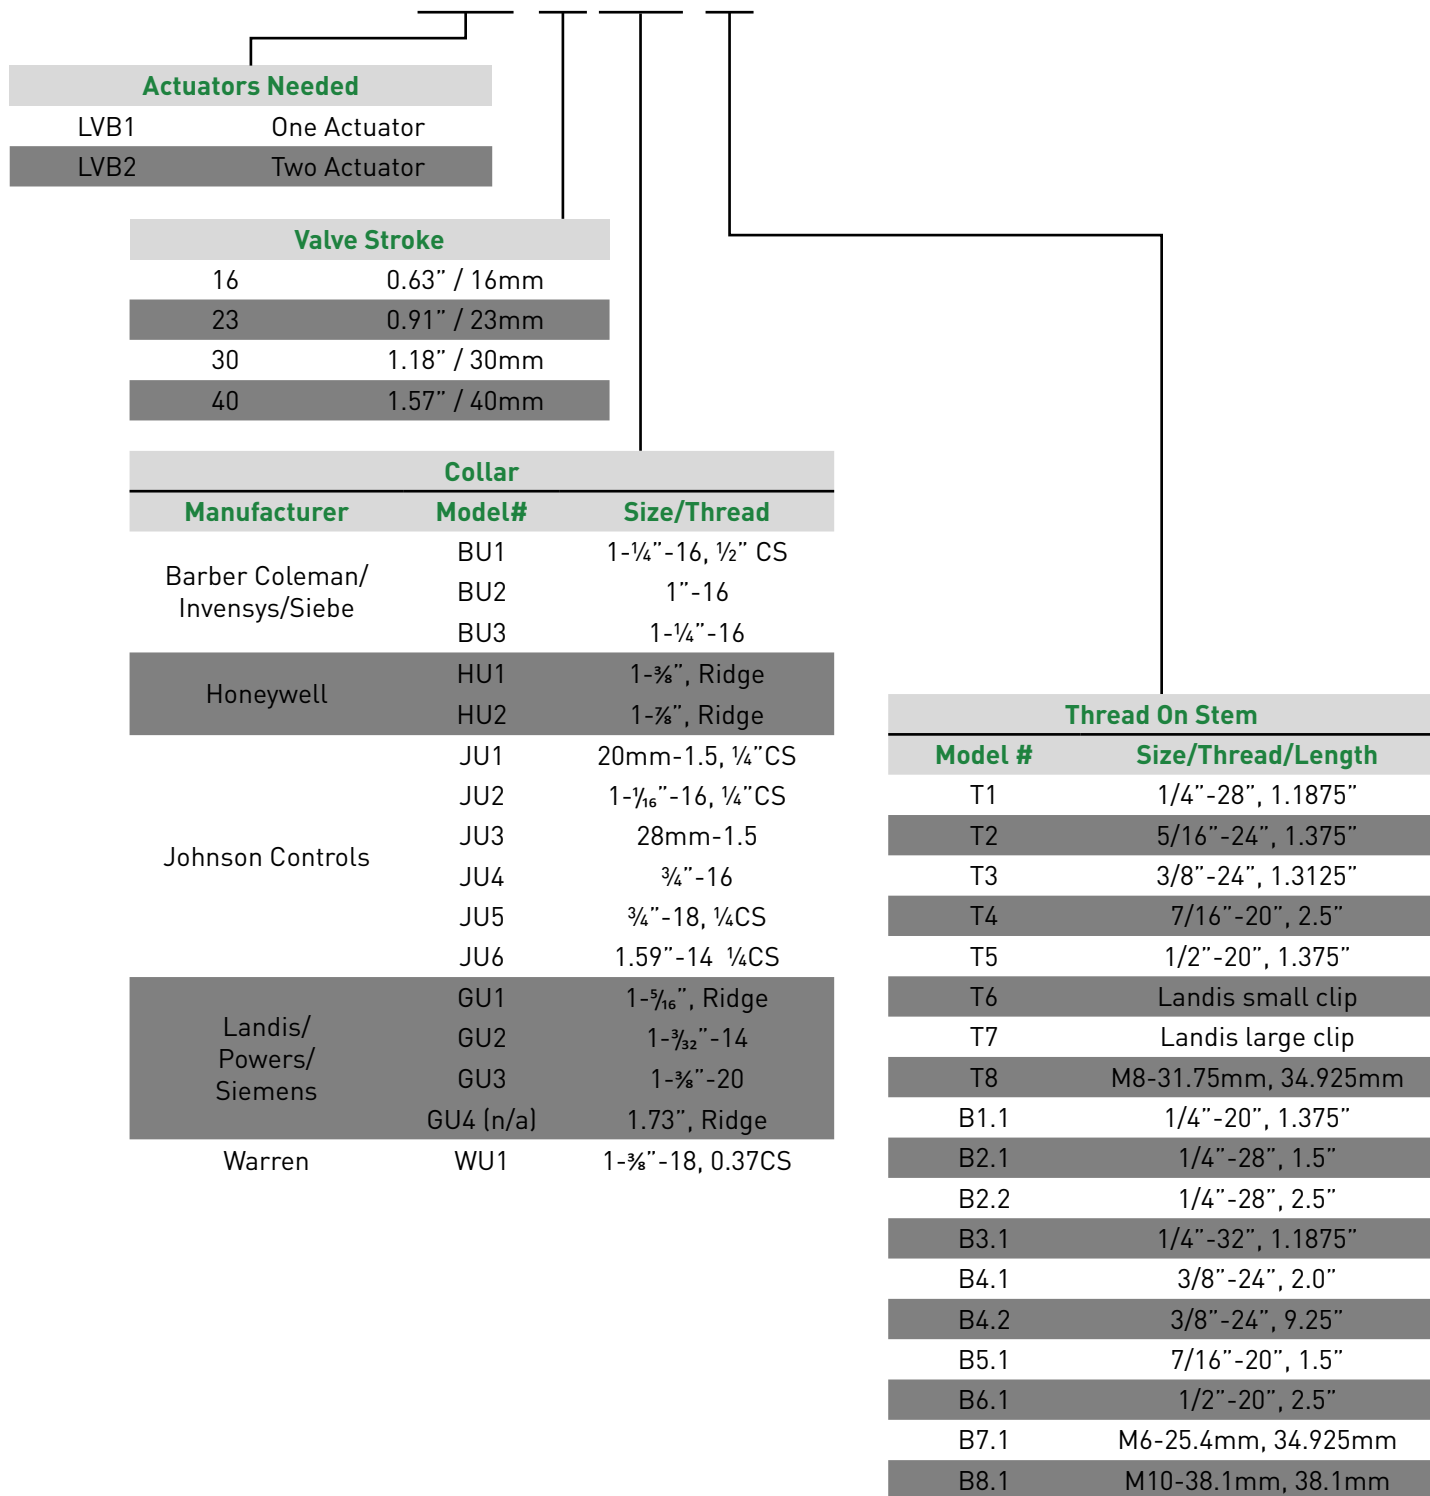 Actuators Needed
LVB1 One Actuator
LVB2 Two Actuator
Valve Stroke
16 0.63” / 16mm
23 0.91” / 23mm
30 1.18” / 30mm
40 1.57” / 40mm
Collar
Manufacturer Model# Size/Thread
Barber Coleman/
Invensys/Siebe
BU1 1-¼”-16, ½” CS
BU2 1”-16
BU3 1-¼”-16
Honeywell
HU1 1-⅜”, Ridge
HU2 1-⅞”, Ridge
Johnson Controls
JU1 20mm-1.5, ¼”CS
JU2 1-¹⁄₁₆”-16, ¼”CS
JU3 28mm-1.5
JU4 ¾”-16
JU5 ¾”-18, ¼CS
JU6 1.59”-14 ¼CS
Landis/
Powers/
Siemens
GU1 1-⁵⁄₁₆”, Ridge
GU2 1-³⁄₃₂”-14
GU3 1-⅜”-20
GU4 (n/a) 1.73”, Ridge
Warren WU1 1-⅜”-18, 0.37CS
Thread On Stem
Model # Size/Thread/Length
T1 1/4”-28”, 1.1875”
T2 5/16”-24”, 1.375”
T3 3/8”-24”, 1.3125”
T4 7/16”-20”, 2.5”
T5 1/2”-20”, 1.375”
T6 Landis small clip
T7 Landis large clip
T8 M8-31.75mm, 34.925mm
B1.1 1/4”-20”, 1.375”
B2.1 1/4”-28”, 1.5”
B2.2 1/4”-28”, 2.5”
B3.1 1/4”-32”, 1.1875”
B4.1 3/8”-24”, 2.0”
B4.2 3/8”-24”, 9.25”
B5.1 7/16”-20”, 1.5”
B6.1 1/2”-20”, 2.5”
B7.1 M6-25.4mm, 34.925mm
B8.1 M10-38.1mm, 38.1mm